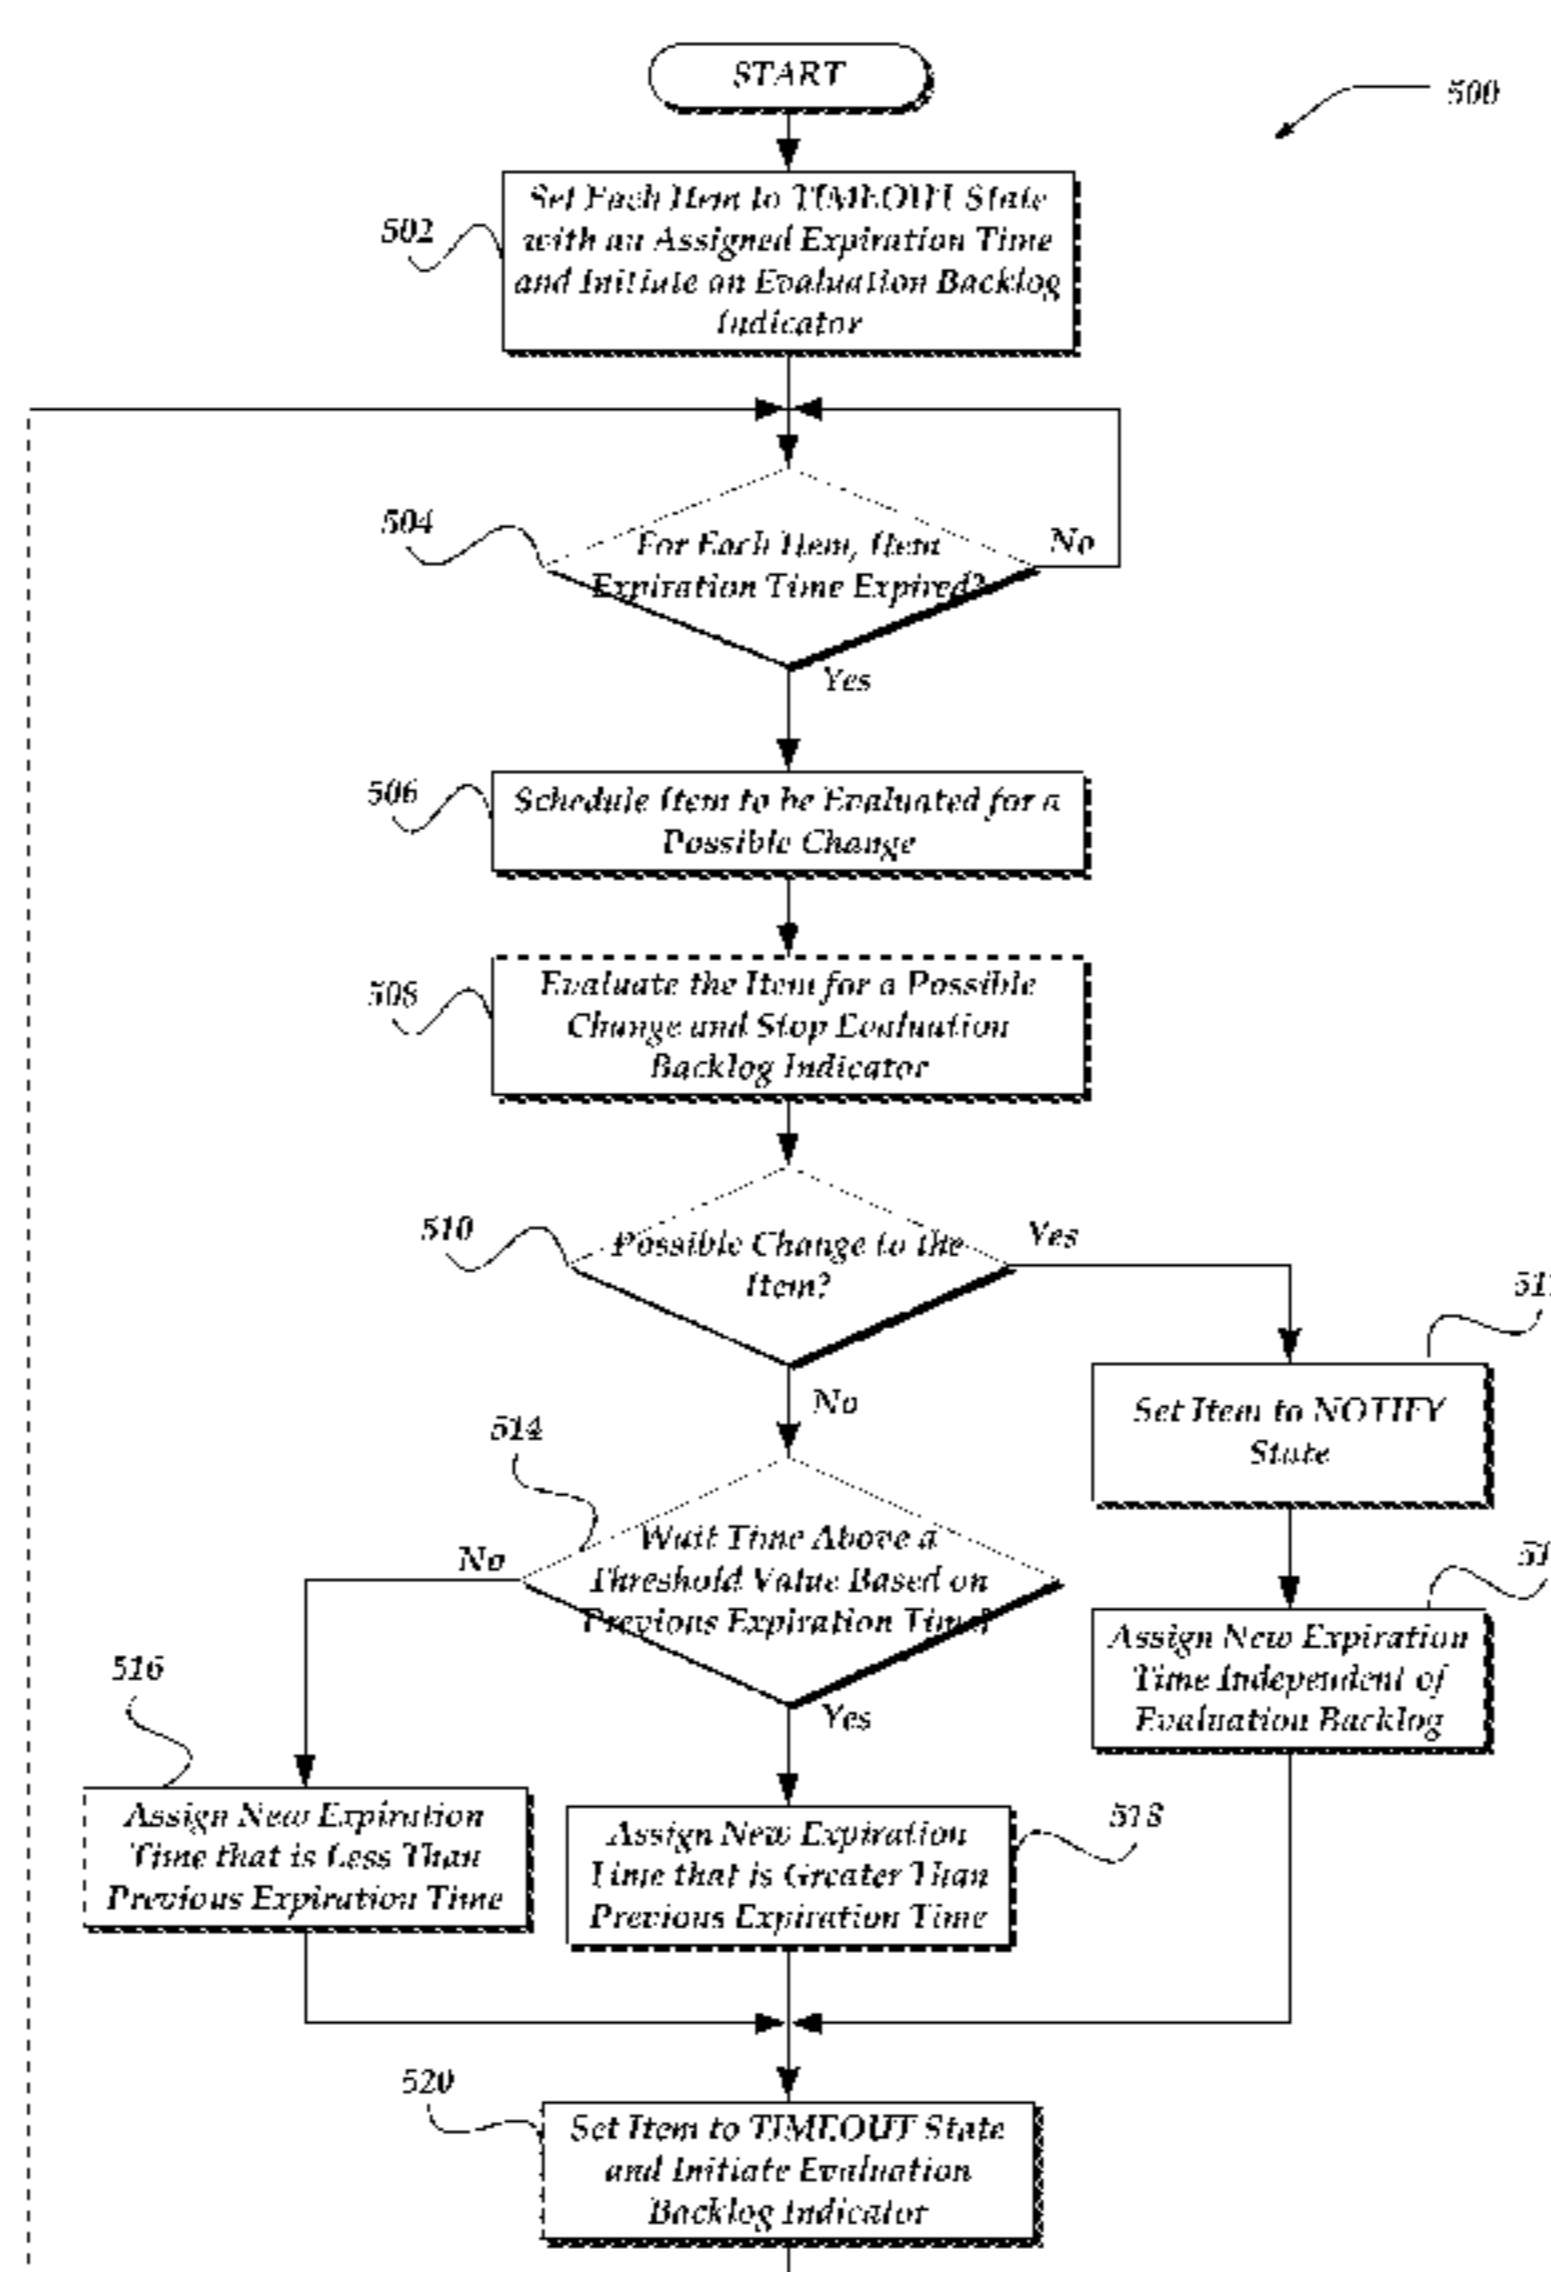 START
500
502
Set Each Item to TIMEOUT State
with an Assigned Expiration Time
and Initiate an Evaluation Backlog
Indicator
504
For Each Item, Item
Expiration Time Expired?
No
Yes
506
Schedule Item to be Evaluated for a
Possible Change
508
Evaluate the Item for a Possible
Change and Stop Evaluation
Backlog Indicator
510
Possible Change to the
Item?
Yes
No
Set Item to NOTIFY
State
514
Wait Time Above a
Threshold Value Based on
Previous Expiration Time?
No
Yes
Assign New Expiration
Time Independent of
Evaluation Backlog
516
Assign New Expiration
Time that is Less Than
Previous Expiration Time
518
Assign New Expiration
Time that is Greater Than
Previous Expiration Time
520
Set Item to TIMEOUT State
and Initiate Evaluation
Backlog Indicator